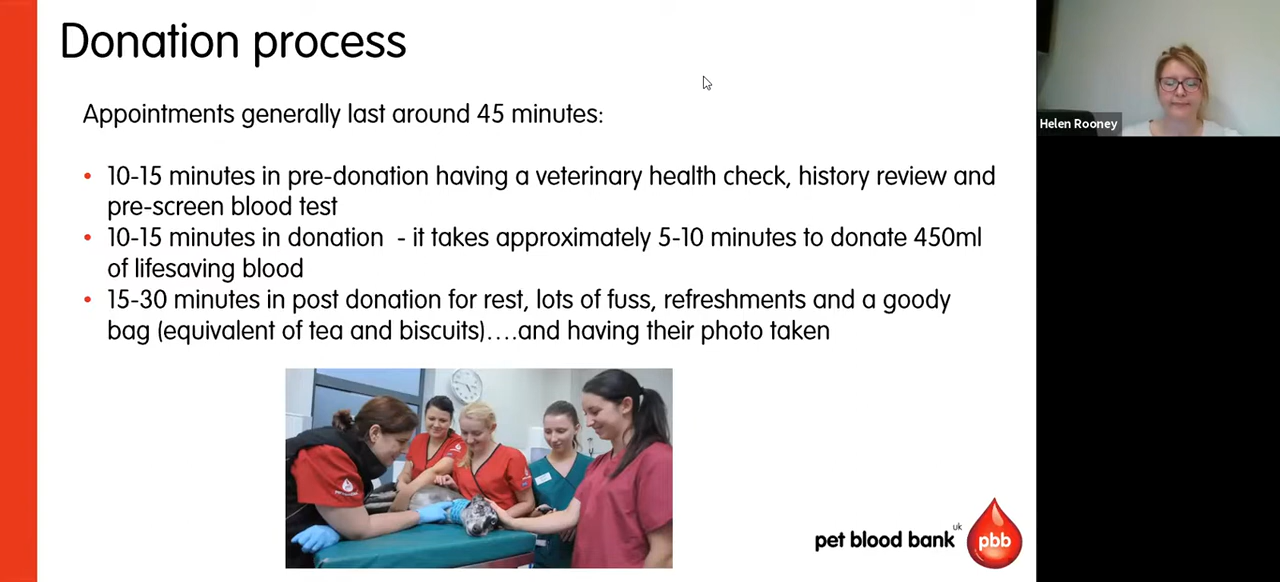 Donation process
Appointments generally last around 45 minutes:
• 10-15 minutes in pre-donation having a veterinary health check, history review and
pre-screen blood test
• 10-15 minutes in donation  - it takes approximately 5-10 minutes to donate 450ml
of lifesaving blood
• 15-30 minutes in post donation for rest, lots of fuss, refreshments and a goody
bag (equivalent of tea and biscuits)….and having their photo taken
Helen Rooney
pet blood bank uk
pbb